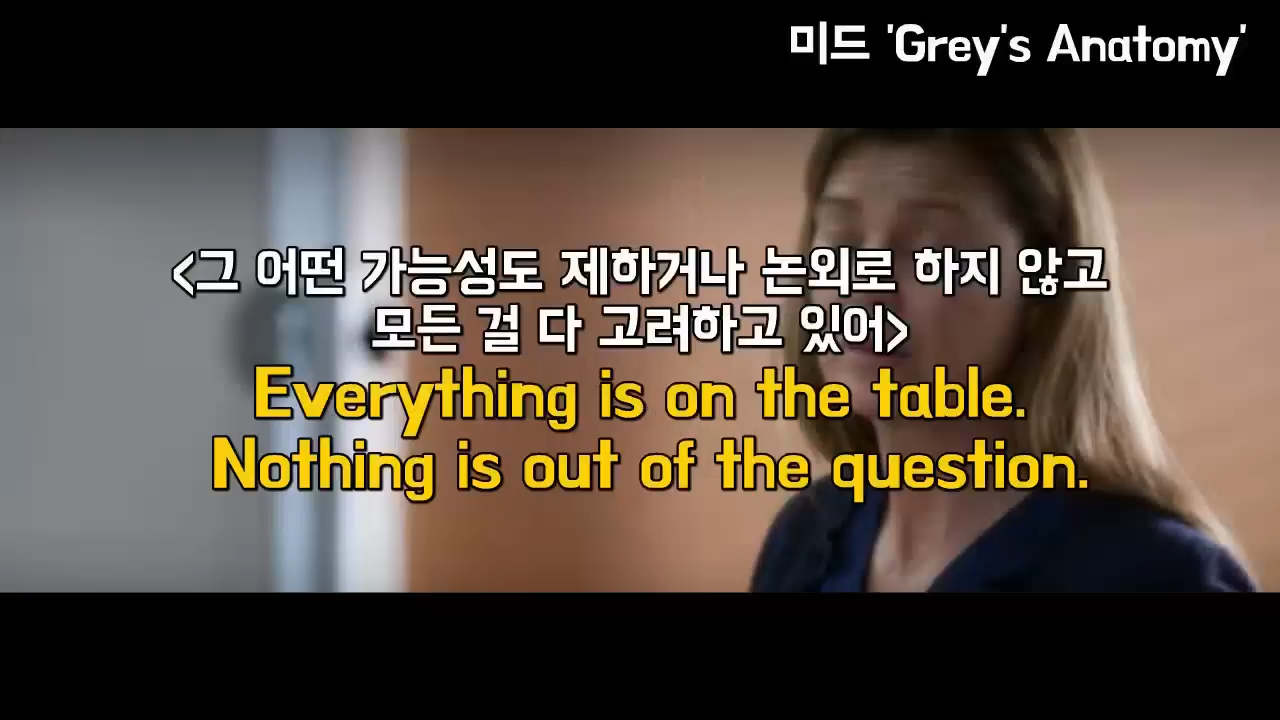 미드 'Grey's Anatomy'
<그 어떤 가능성도 제하거나 논외로 하지 않고
모든 걸 다 고려하고 있어>
Everything is on the table.
Nothing is out of the question.